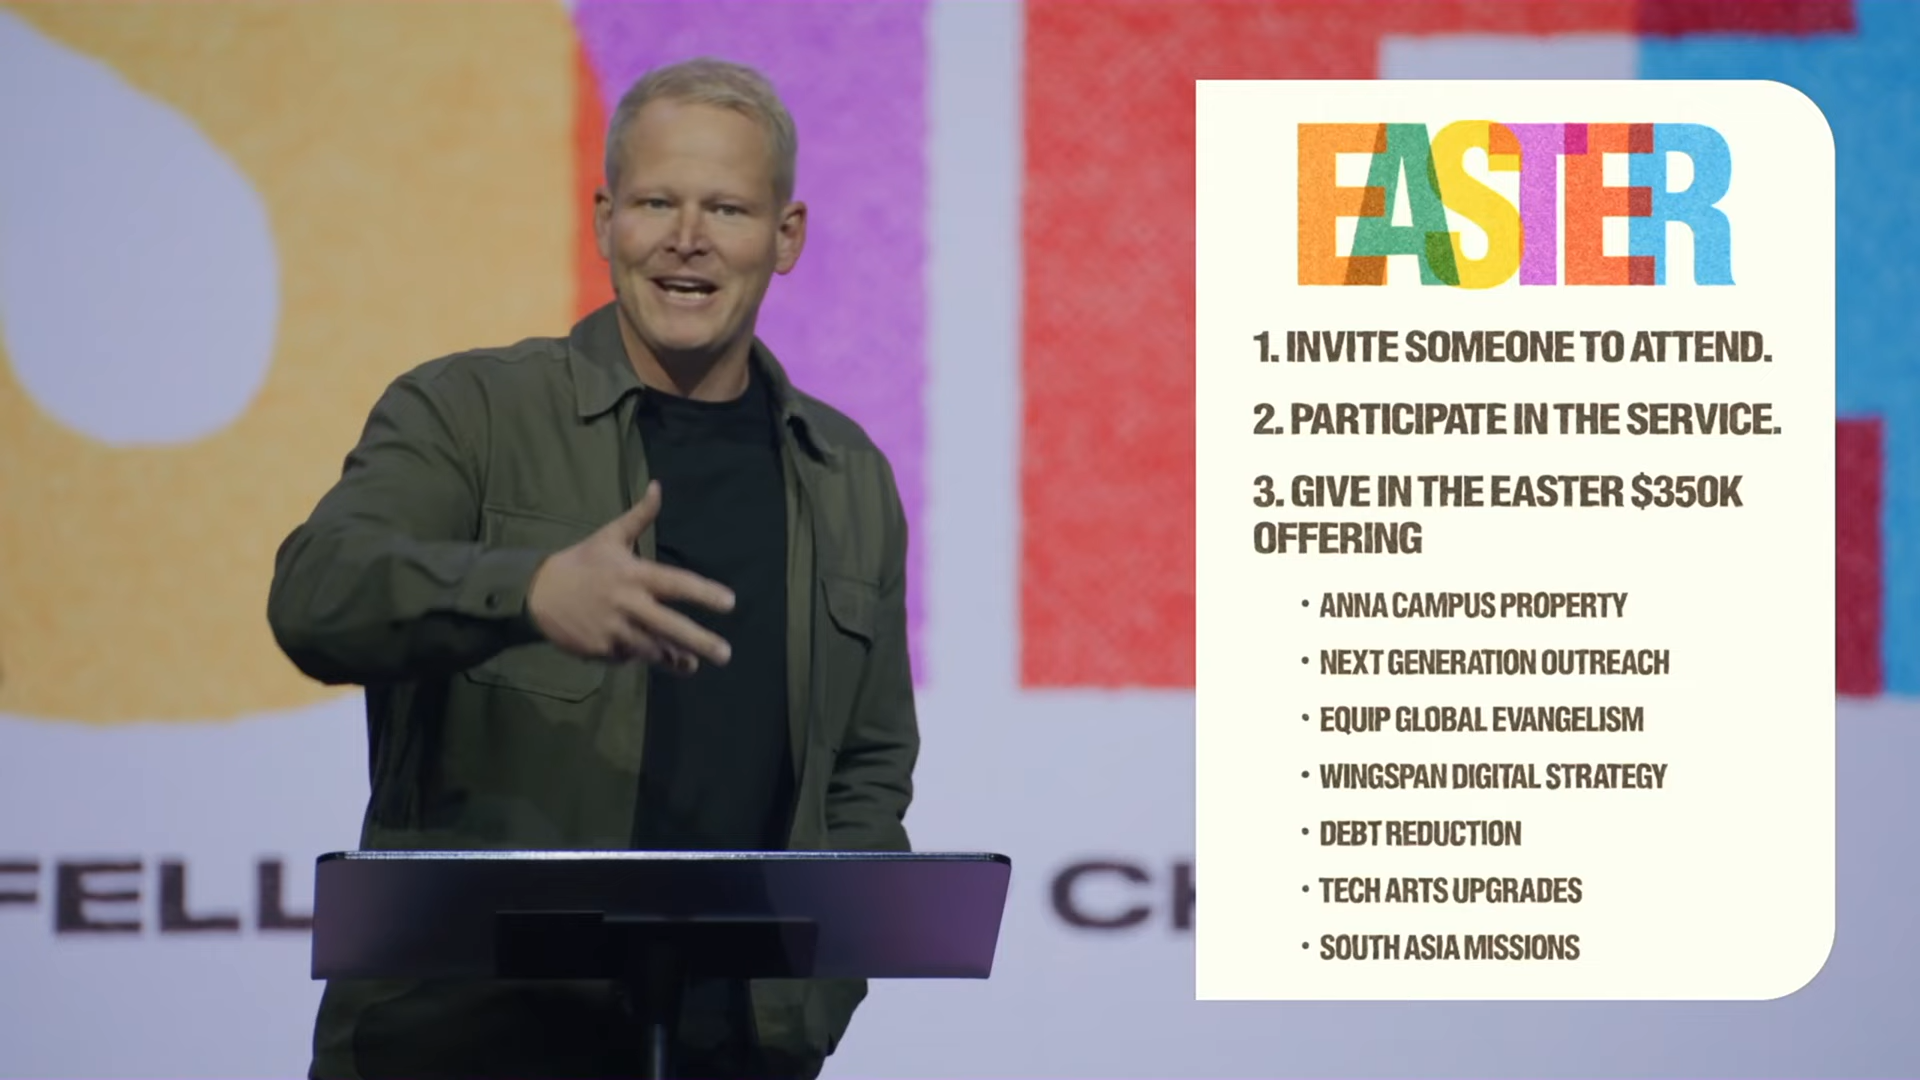 EASTER
1. INVITE SOMEONE TO ATTEND.
2. PARTICIPATE IN THE SERVICE.
3. GIVE IN THE EASTER $350K
OFFERING
• ANNA CAMPUS PROPERTY
• NEXT GENERATION OUTREACH
• EQUIP GLOBAL EVANGELISM
• WINGSPAN DIGITAL STRATEGY
• DEBT REDUCTION
• TECH ARTS UPGRADES
• SOUTH ASIA MISSIONS
FELL
CH